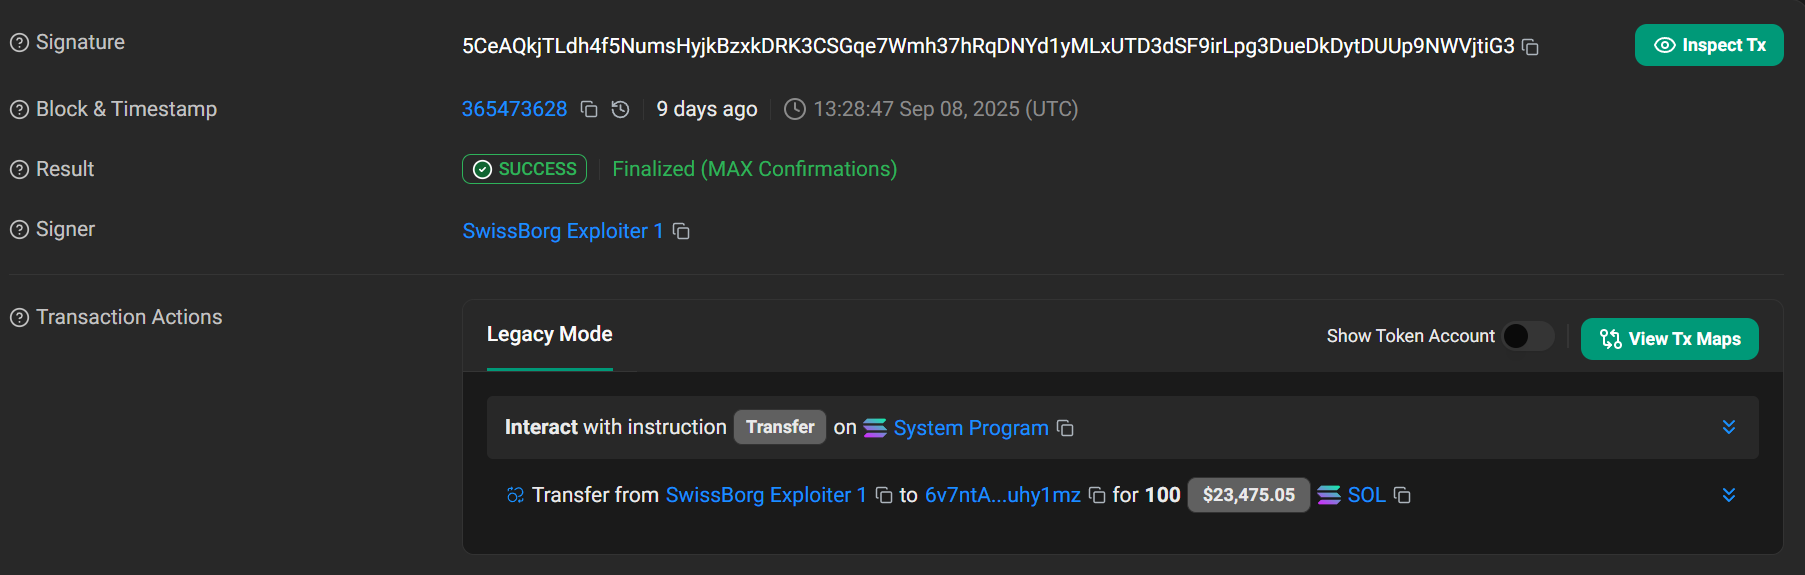 Signature
5CeAQkjTLdh4f5NumsHyjkBzxkDRK3CSGqe7Wmh37hRqDNYd1yMLxUTD3dSF9irLpg3DueDkDytDUUp9NWVjtiG3
Inspect Tx
Block & Timestamp
365473628 9 days ago 13:28:47 Sep 08, 2025 (UTC)
Result
SUCCESS Finalized (MAX Confirmations)
Signer
SwissBorg Exploiter 1
Transaction Actions
Legacy Mode
Show Token Account
View Tx Maps
Interact with instruction Transfer on System Program
Transfer from SwissBorg Exploiter 1 to 6v7ntA...uhy1mz for 100 $23,475.05 SOL